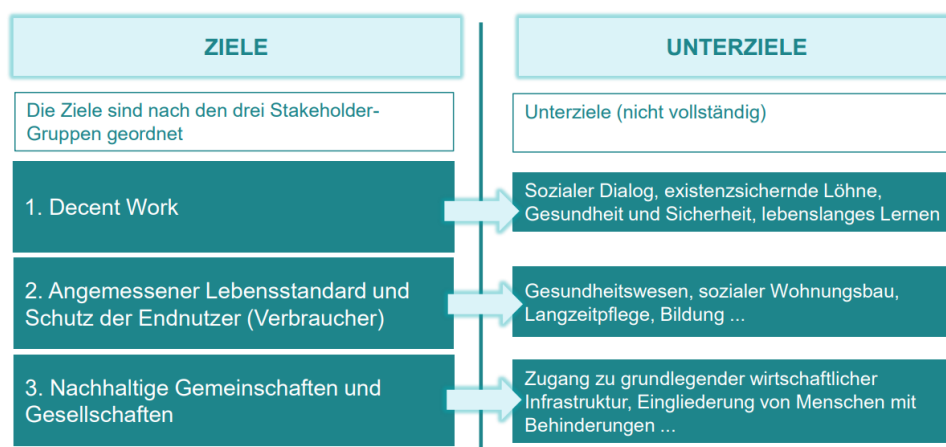 ZIELE
UNTERZIELE
Die Ziele sind nach den drei Stakeholder-
Gruppen geordnet
Unterziele (nicht vollständig)
1. Decent Work
Sozialer Dialog, existenzsichernde Löhne,
Gesundheit und Sicherheit, lebenslanges Lernen
2. Angemessener Lebensstandard und
Schutz der Endnutzer (Verbraucher)
Gesundheitswesen, sozialer Wohnungsbau,
Langzeitpflege, Bildung ...
3. Nachhaltige Gemeinschaften und
Gesellschaften
Zugang zu grundlegender wirtschaftlicher
Infrastruktur, Eingliederung von Menschen mit
Behinderungen ...